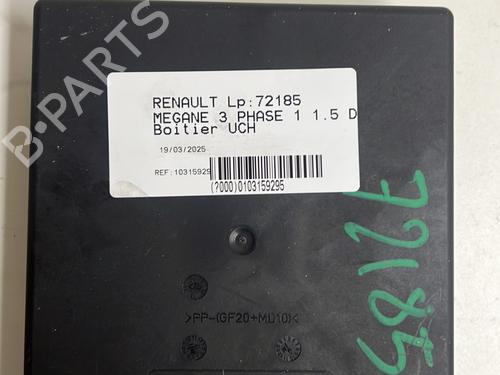 RENAULT Lp:72185
MEGANE 3 PHASE 1 1.5 D
Boitier UCH
19/03/2025
REF:10315929
(?000)0103159295
72185
>PP-(GF20+MD10)<
B-PARTS